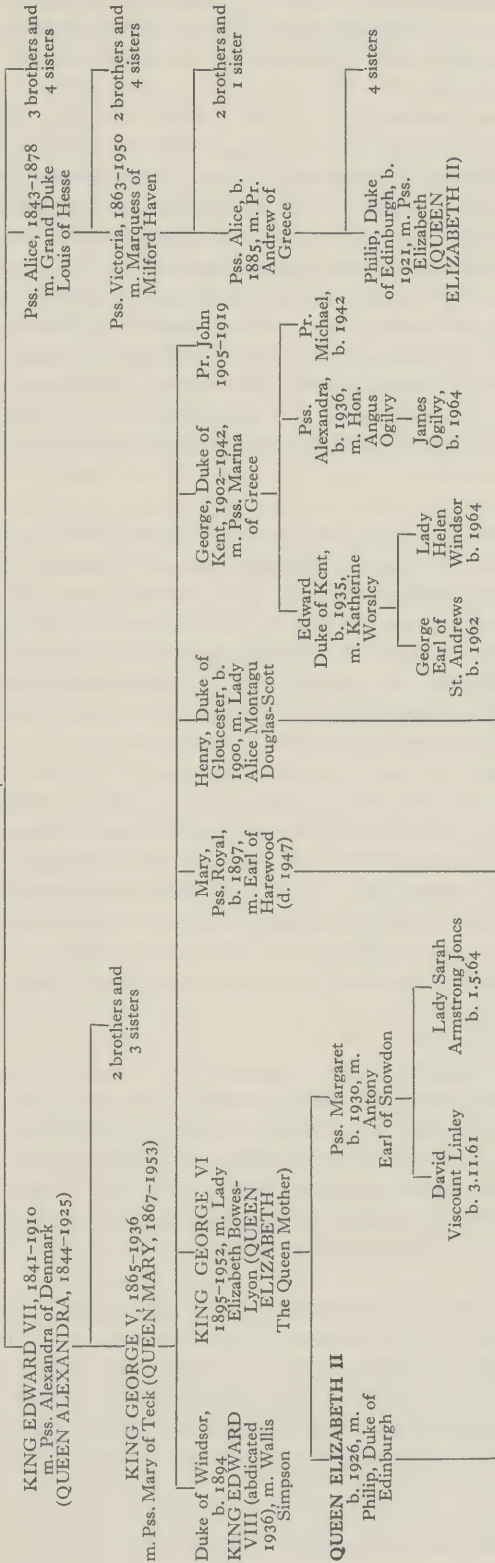 KING EDWARD VII, 1841–1910
m. Pss. Alexandra of Denmark
(QUEEN ALEXANDRA, 1844–1925)
Pss. Alice, 1843–1878
m. Grand Duke
Louis of Hesse
3 brothers and
4 sisters
KING GEORGE V, 1865–1936
m. Pss. Mary of Teck (QUEEN MARY, 1867–1953)
2 brothers and
3 sisters
Pss. Victoria, 1863–1950
m. Marquess of
Milford Haven
2 brothers and
4 sisters
Duke of Windsor,
b. 1894
KING EDWARD
VIII (abdicated
1936), m. Wallis
Simpson
KING GEORGE VI
1895–1952, m. Lady
Elizabeth Bowes-
Lyon (QUEEN
ELIZABETH
The Queen Mother)
Mary,
Pss. Royal,
b. 1897,
m. Earl of
Harewood
(d. 1947)
Henry, Duke of
Gloucester, b.
1900, m. Lady
Alice Montagu
Douglas-Scott
George, Duke of
Kent, 1902–1942,
m. Pss. Marina
of Greece
Pr. John
1905–1919
Pss. Alice, b.
1885, m. Pr.
Andrew of
Greece
2 brothers and
1 sister
QUEEN ELIZABETH II
b. 1926, m.
Philip, Duke of
Edinburgh
Pss. Margaret
b. 1930, m.
Antony
Earl of Snowdon
Edward
Duke of Kent,
b. 1935,
m. Katherine
Worsley
Pss.
Alexandra,
b. 1936,
m. Hon.
Angus
Ogilvy
Pr.
Michael,
b. 1942
Philip, Duke
of Edinburgh, b.
1921, m. Pss.
Elizabeth
(QUEEN
ELIZABETH II)
4 sisters
David
Viscount Linley
b. 3.11.61
Lady Sarah
Armstrong Jones
b. 1.5.64
George
Earl of
St. Andrews
b. 1962
Lady
Helen
Windsor
b. 1964
James
Ogilvy,
b. 1964